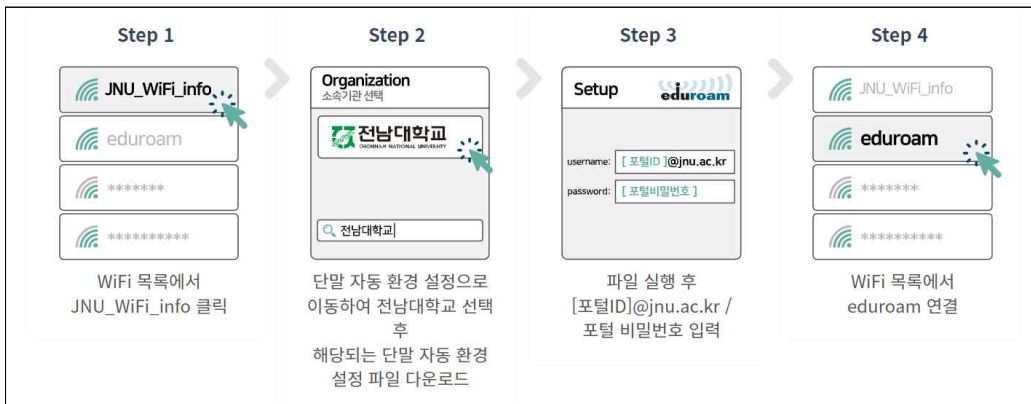 Step 1
JNU_WiFi_info
eduroam
*******
**********
WiFi 목록에서
JNU_WiFi_info 클릭
Step 2
Organization
소속기관 선택
전남대학교
CHONNAM NATIONAL UNIVERSITY
전남대학교
단말 자동 환경 설정으로
이동하여 전남대학교 선택
후
해당되는 단말 자동 환경
설정 파일 다운로드
Step 3
Setup eduroam
username: [ 포털ID ]@jnu.ac.kr
password: [ 포털비밀번호 ]
파일 실행 후
[포털ID]@jnu.ac.kr /
포털 비밀번호 입력
Step 4
JNU_WiFi_info
eduroam
*******
**********
WiFi 목록에서
eduroam 연결